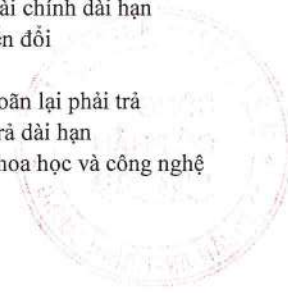 ài chính dài hạn
ển đổi
oãn lại phải trả
rả dài hạn
hoa học và công nghệ